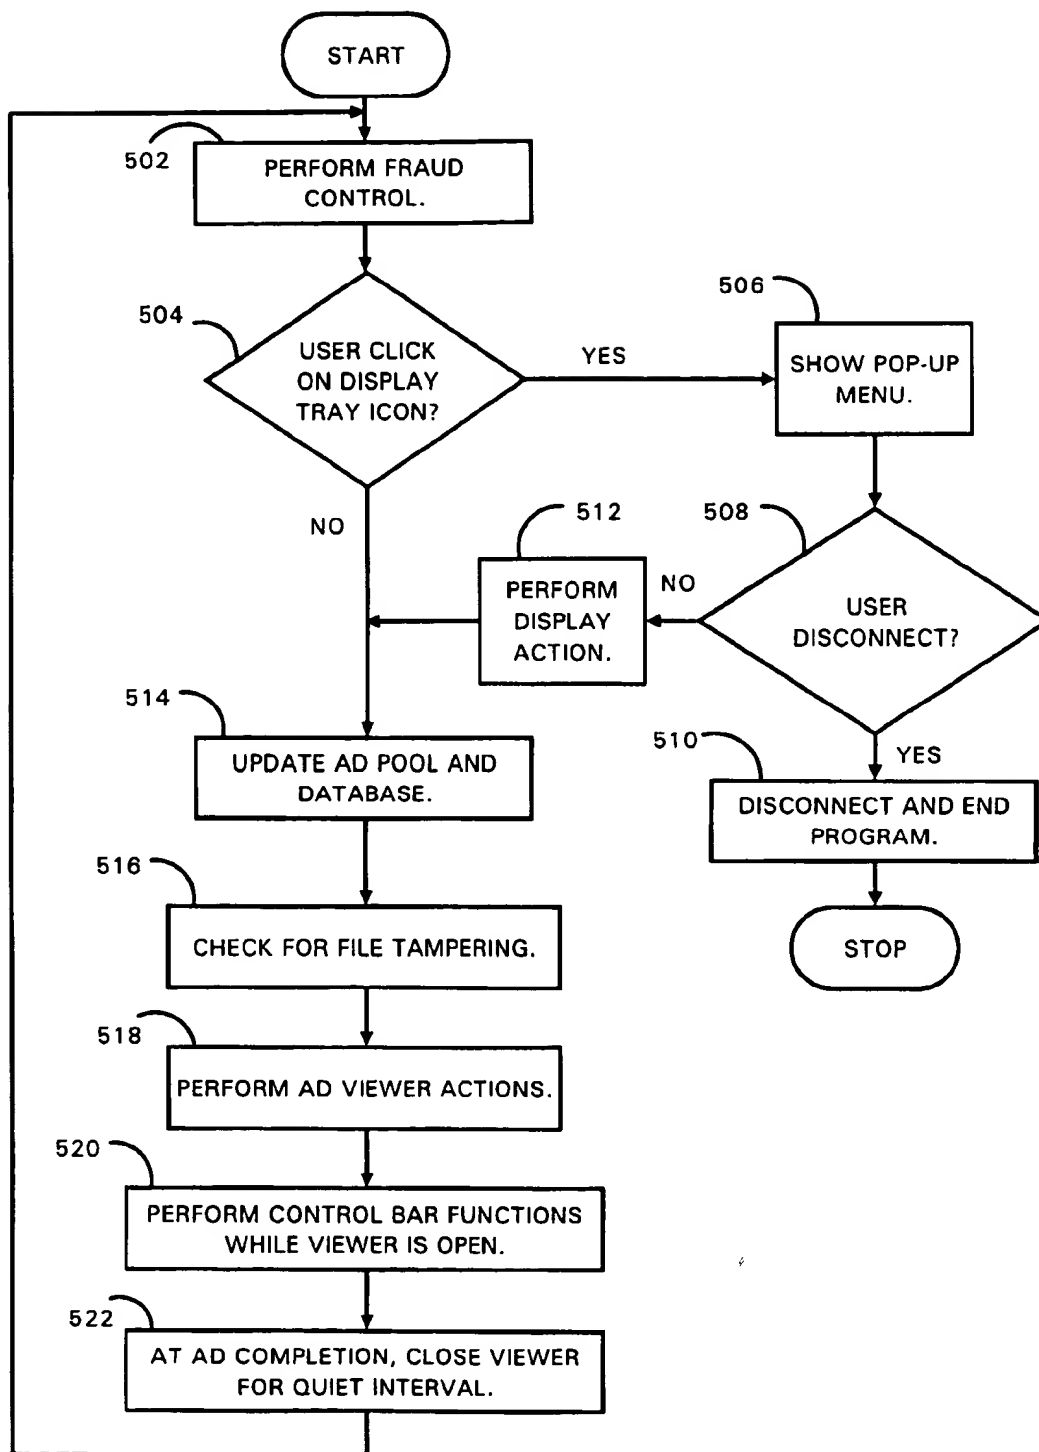 START
502
PERFORM FRAUD
CONTROL.
504
USER CLICK
ON DISPLAY
TRAY ICON?
YES
506
SHOW POP-UP
MENU.
NO
512
PERFORM
DISPLAY
ACTION.
NO
508
USER
DISCONNECT?
YES
510
DISCONNECT AND END
PROGRAM.
STOP
514
UPDATE AD POOL AND
DATABASE.
516
CHECK FOR FILE TAMPERING.
518
PERFORM AD VIEWER ACTIONS.
520
PERFORM CONTROL BAR FUNCTIONS
WHILE VIEWER IS OPEN.
522
AT AD COMPLETION, CLOSE VIEWER
FOR QUIET INTERVAL.